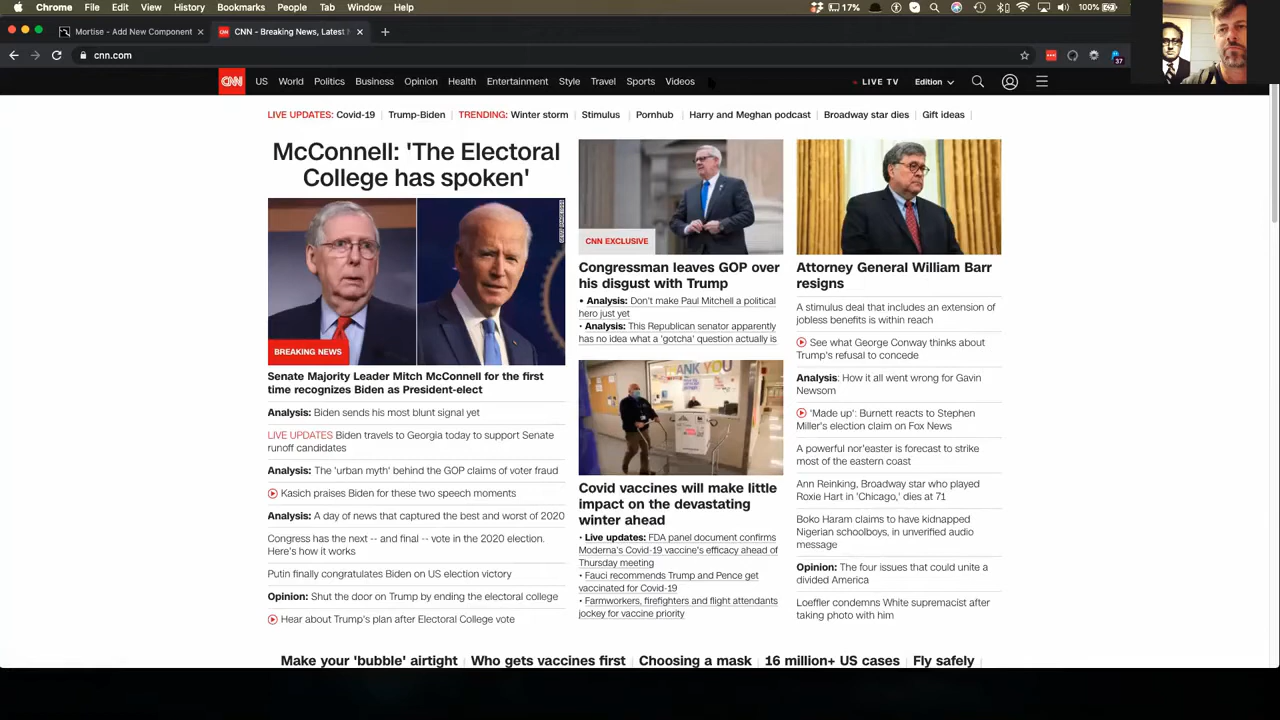 Chrome File Edit View History Bookmarks People Tab Window Help 17% 100%
Mortise - Add New Component CNN - Breaking News, Latest
cnn.com 37
CNN US World Politics Business Opinion Health Entertainment Style Travel Sports Videos LIVE TV Edition
LIVE UPDATES: Covid-19 Trump-Biden TRENDING: Winter storm Stimulus Pornhub Harry and Meghan podcast Broadway star dies Gift ideas
McConnell: 'The Electoral
College has spoken'
BREAKING NEWS
Senate Majority Leader Mitch McConnell for the first
time recognizes Biden as President-elect
Analysis: Biden sends his most blunt signal yet
LIVE UPDATES Biden travels to Georgia today to support Senate
runoff candidates
Analysis: The 'urban myth' behind the GOP claims of voter fraud
Kasich praises Biden for these two speech moments
Analysis: A day of news that captured the best and worst of 2020
Congress has the next -- and final -- vote in the 2020 election.
Here's how it works
Putin finally congratulates Biden on US election victory
Opinion: Shut the door on Trump by ending the electoral college
Hear about Trump's plan after Electoral College vote
CNN EXCLUSIVE
Congressman leaves GOP over
his disgust with Trump
• Analysis: Don't make Paul Mitchell a political
hero just yet
• Analysis: This Republican senator apparently
has no idea what a 'gotcha' question actually is
THANK YOU
Covid vaccines will make little
impact on the devastating
winter ahead
• Live updates: FDA panel document confirms
Moderna's Covid-19 vaccine's efficacy ahead of
Thursday meeting
• Fauci recommends Trump and Pence get
vaccinated for Covid-19
• Farmworkers, firefighters and flight attendants
jockey for vaccine priority
Attorney General William Barr
resigns
A stimulus deal that includes an extension of
jobless benefits is within reach
See what George Conway thinks about
Trump's refusal to concede
Analysis: How it all went wrong for Gavin
Newsom
'Made up': Burnett reacts to Stephen
Miller's election claim on Fox News
A powerful nor'easter is forecast to strike
most of the eastern coast
Ann Reinking, Broadway star who played
Roxie Hart in 'Chicago,' dies at 71
Boko Haram claims to have kidnapped
Nigerian schoolboys, in unverified audio
message
Opinion: The four issues that could unite a
divided America
Loeffler condemns White supremacist after
taking photo with him
Make your 'bubble' airtight Who gets vaccines first Choosing a mask 16 million+ US cases Fly safely